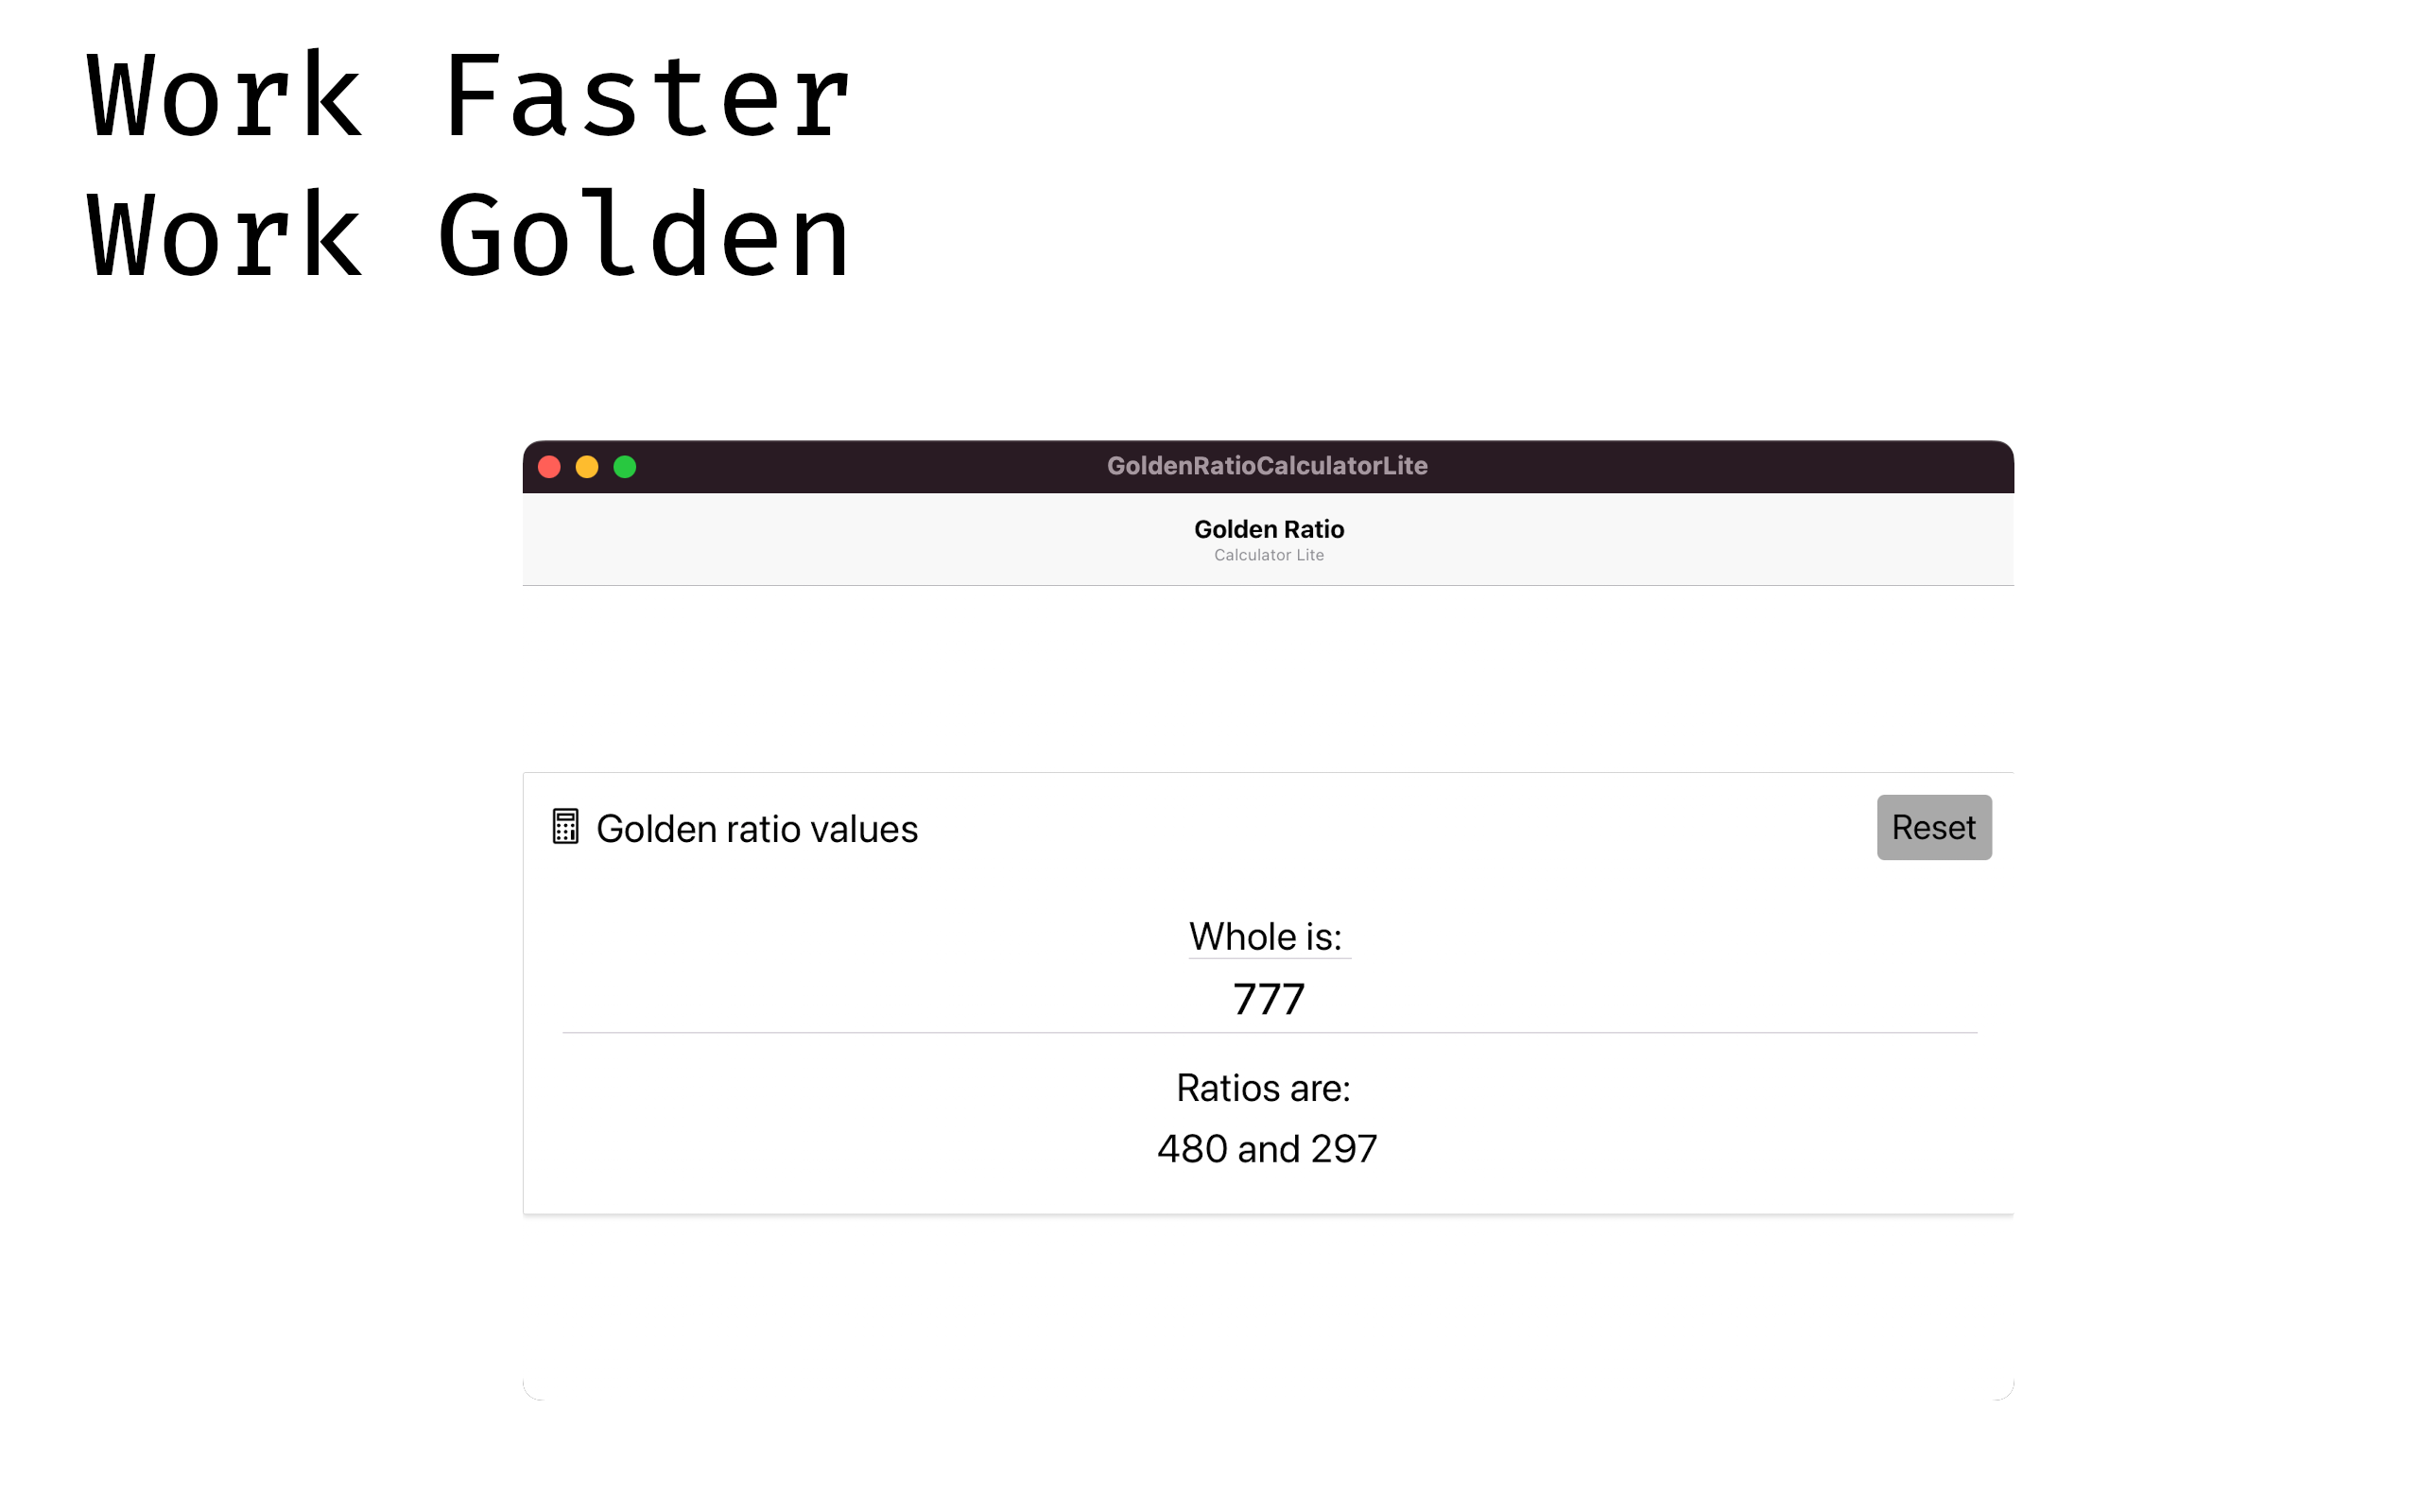 Work Faster
Work Golden
GoldenRatioCalculatorLite
Golden Ratio
Calculator Lite
Golden ratio values
Reset
Whole is:
777
Ratios are:
480 and 297